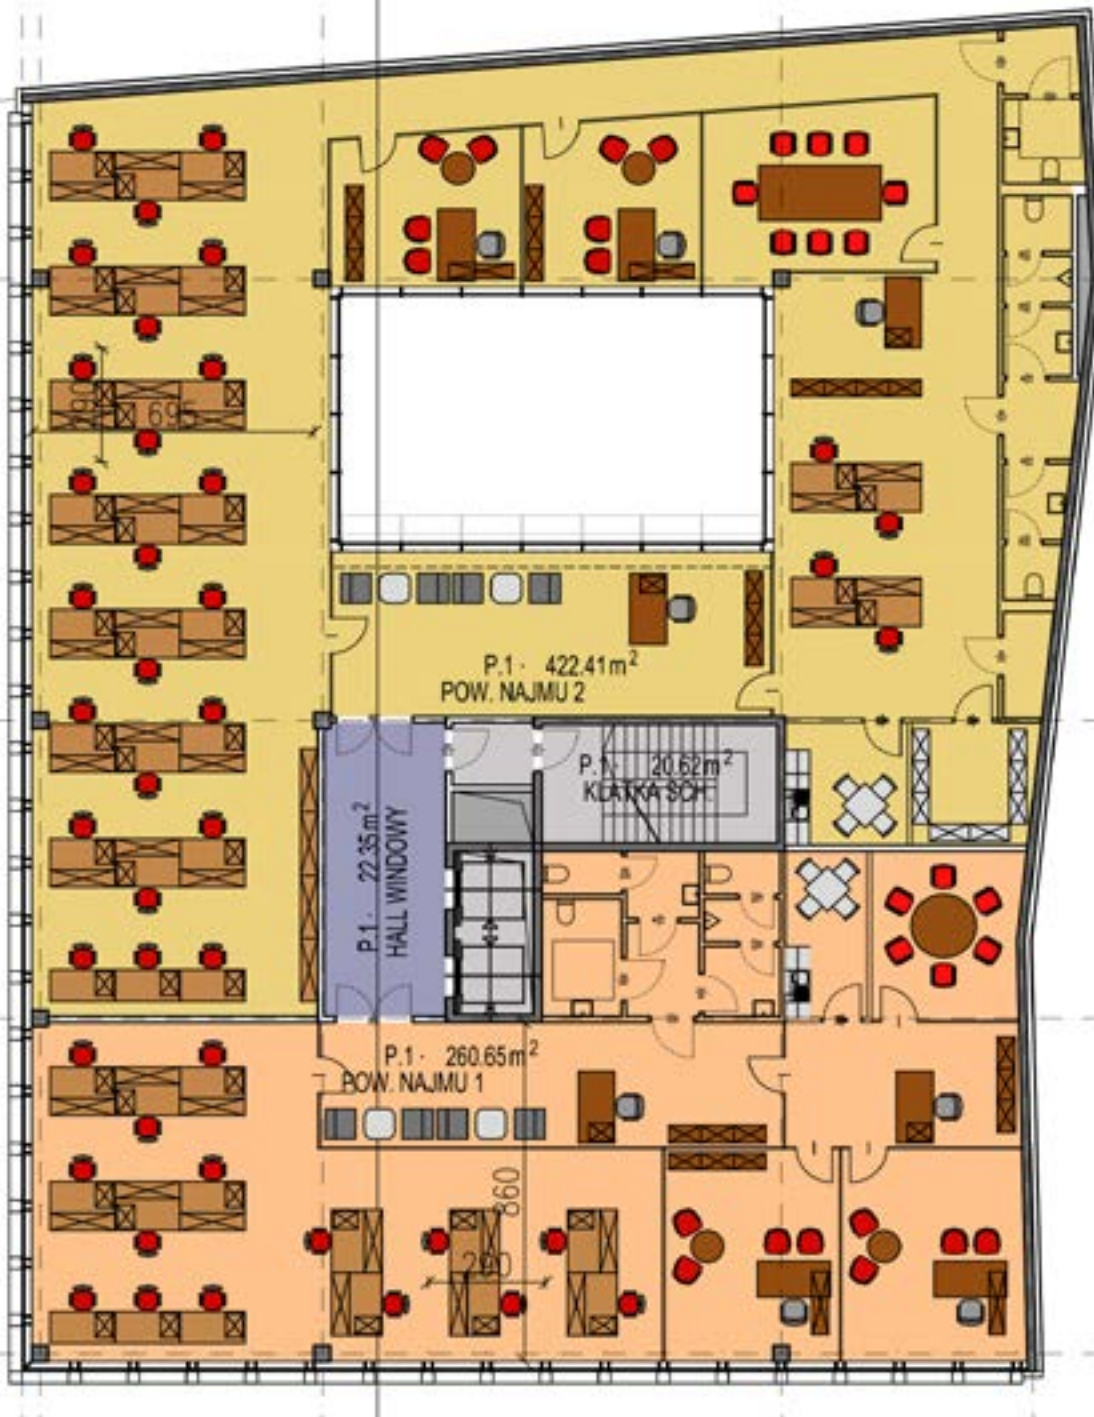 695
P.1 · 422.41m²
POW. NAJMU 2
P.1 · 20.62m²
KLATKA SCH.
P.1 · 22.35m²
HALL WINDOWY
P.1 · 260.65m²
POW. NAJMU 1
860
290